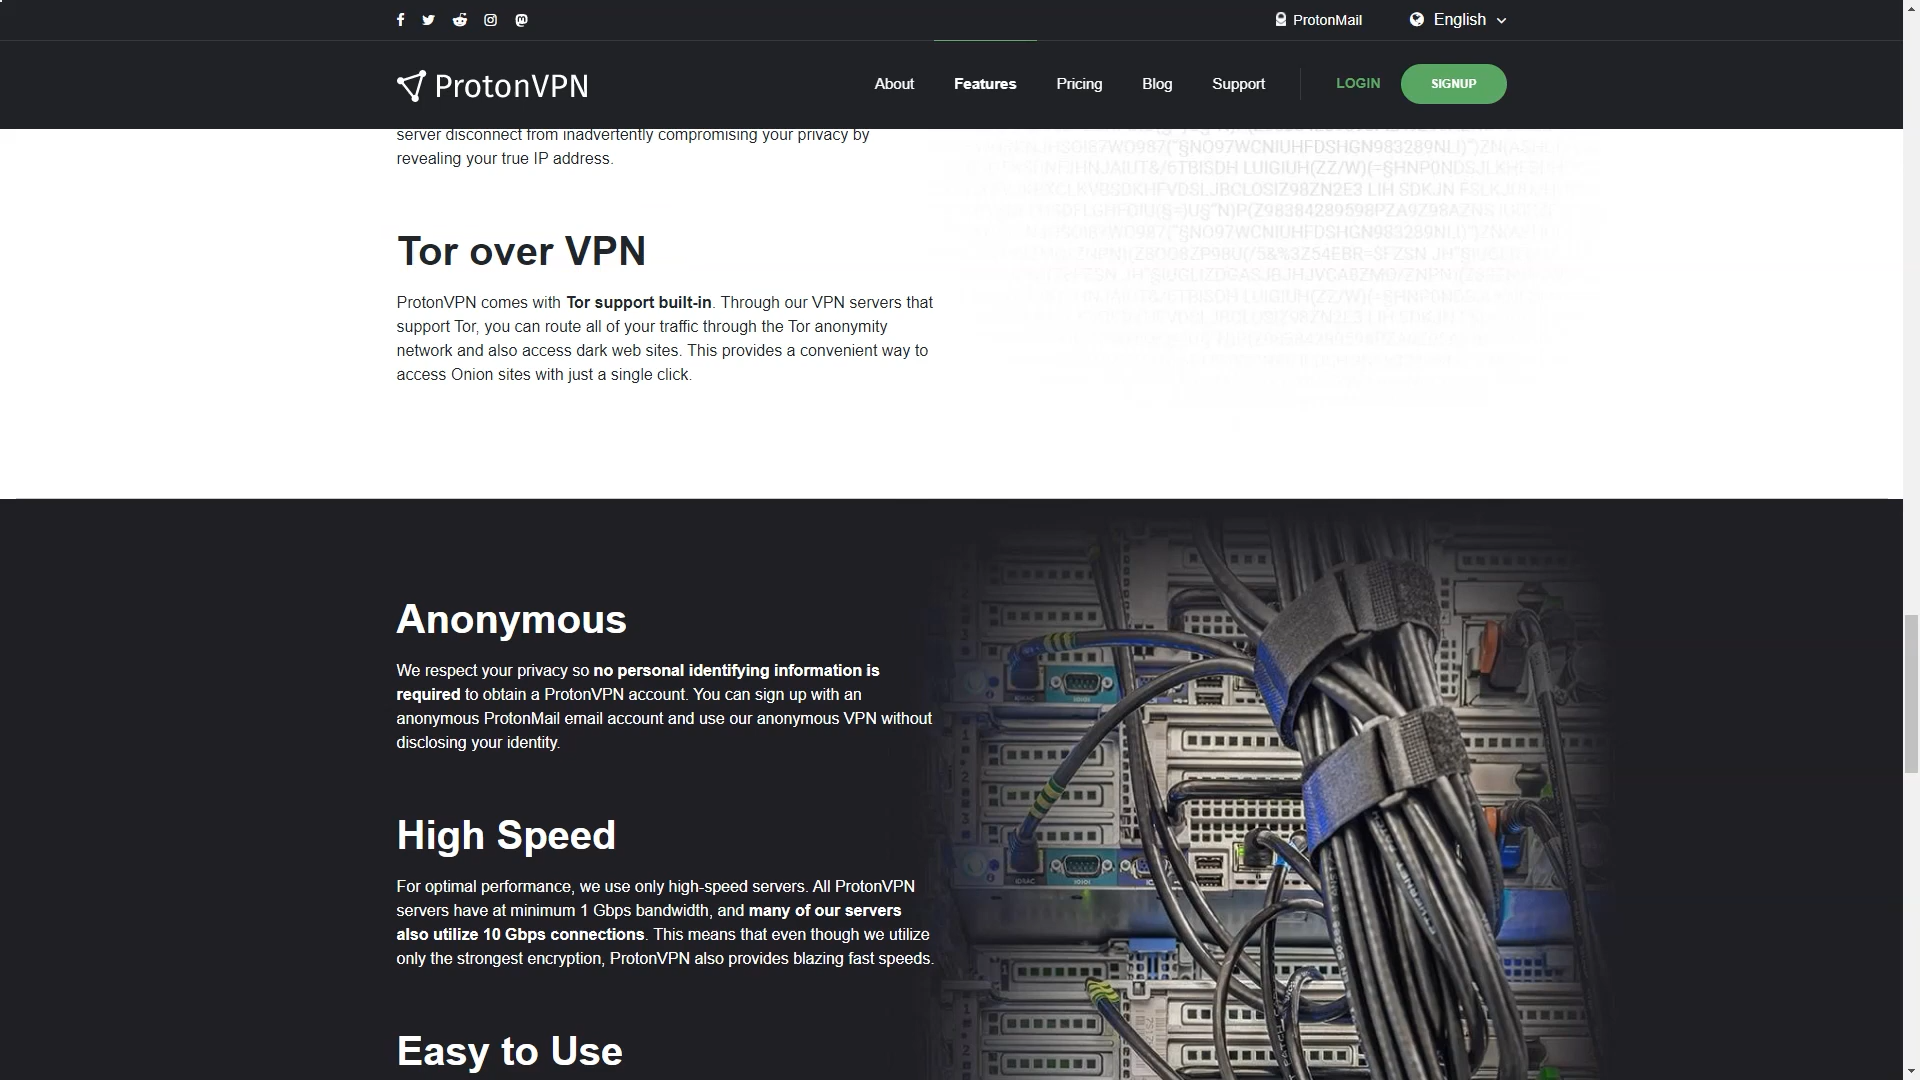 ProtonMail
English
ProtonVPN
About
Features
Pricing
Blog
Support
LOGIN
SIGNUP
server disconnect from inadvertently compromising your privacy by
revealing your true IP address.
Tor over VPN
ProtonVPN comes with Tor support built-in. Through our VPN servers that
support Tor, you can route all of your traffic through the Tor anonymity
network and also access dark web sites. This provides a convenient way to
access Onion sites with just a single click.
Anonymous
We respect your privacy so no personal identifying information is
required to obtain a ProtonVPN account. You can sign up with an
anonymous ProtonMail email account and use our anonymous VPN without
disclosing your identity.
High Speed
For optimal performance, we use only high-speed servers. All ProtonVPN
servers have at minimum 1 Gbps bandwidth, and many of our servers
also utilize 10 Gbps connections. This means that even though we utilize
only the strongest encryption, ProtonVPN also provides blazing fast speeds.
Easy to Use